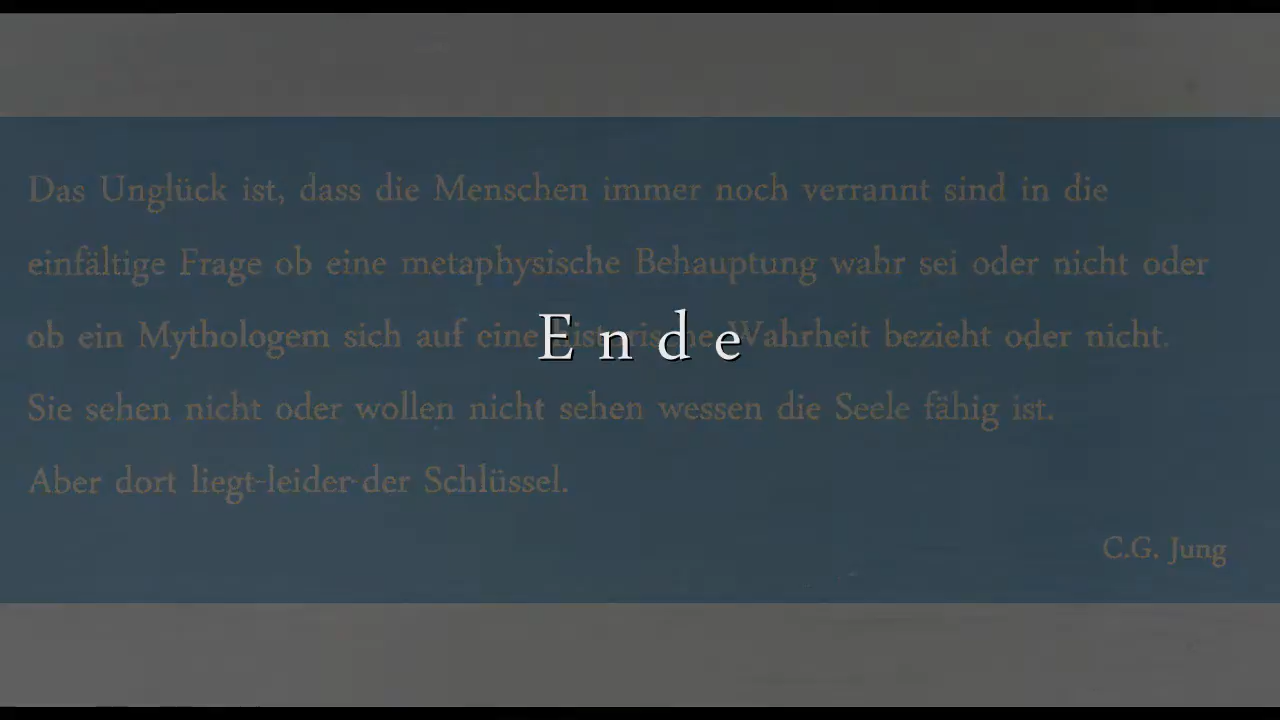 Das Unglück ist, dass die Menschen immer noch verrannt sind in die
einfältige Frage ob eine metaphysische Behauptung wahr sei oder nicht oder
ob ein Mythologem sich auf eine historische Wahrheit bezieht oder nicht.
Ende
Sie sehen nicht oder wollen nicht sehen wessen die Seele fähig ist.
Aber dort liegt-leider-der Schlüssel.
C.G. Jung